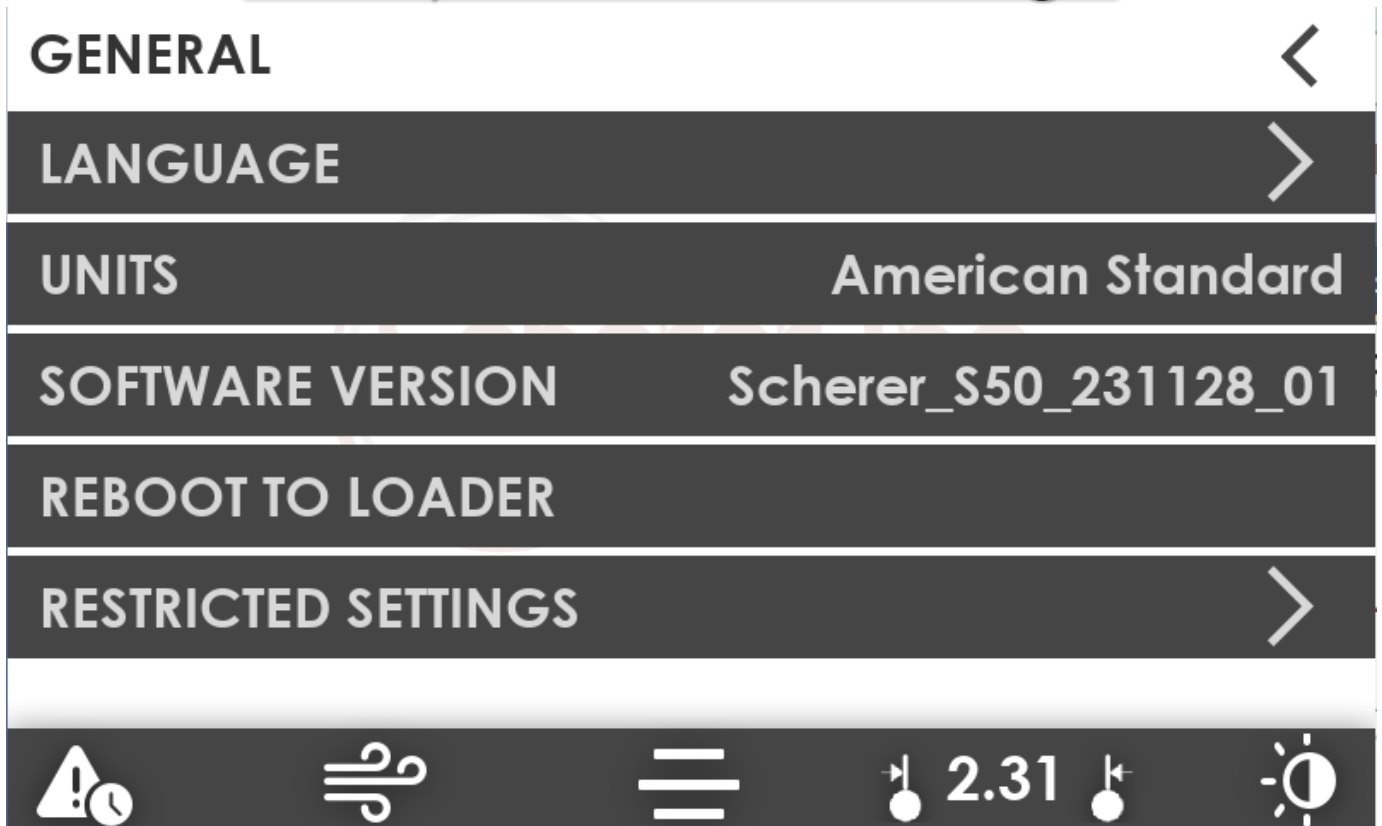 GENERAL
LANGUAGE
UNITS American Standard
SOFTWARE VERSION Scherer_S50_231128_01
REBOOT TO LOADER
RESTRICTED SETTINGS
2.31